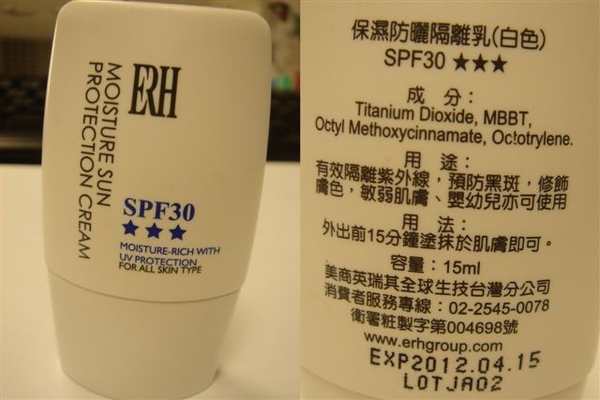 ERH
MOISTURE SUN
PROTECTION CREAM
SPF30
★★★
MOISTURE-RICH WITH
UV PROTECTION
FOR ALL SKIN TYPE
保濕防曬隔離乳(白色)
SPF30 ★★★
成 分:
Titanium Dioxide, MBBT,
Octyl Methoxycinnamate, Octotrylene.
用 途:
有效隔離紫外線,預防黑斑,修飾
膚色,敏弱肌膚、嬰幼兒亦可使用
用 法:
外出前15分鐘塗抹於肌膚即可。
容量:15ml
美商英瑞其全球生技台灣分公司
消費者服務專線:02-2545-0078
衛署粧製字第004698號
www.erhgroup.com
EXP2012.04.15
LOTJA02